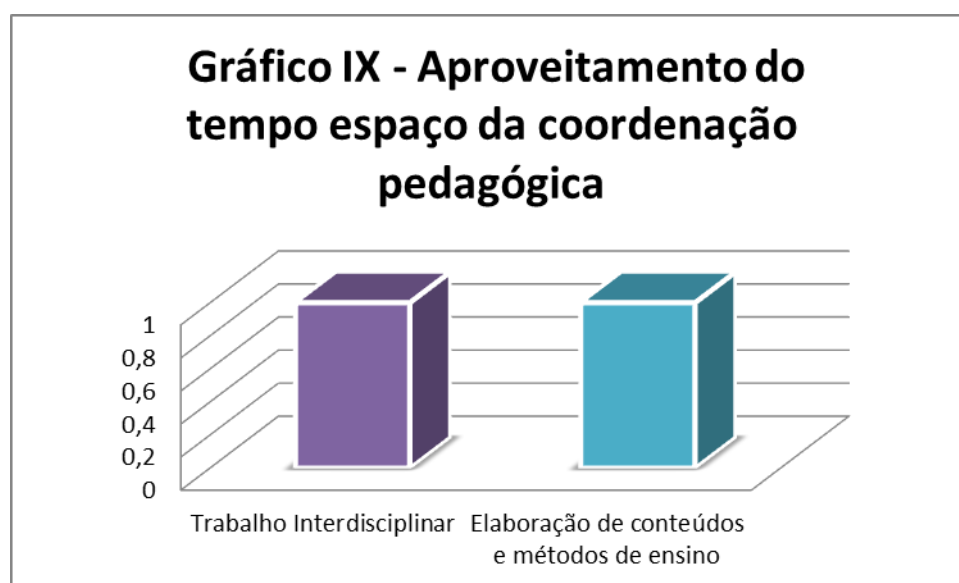 Gráfico IX - Aproveitamento do
tempo espaço da coordenação
pedagógica
1
0,8
0,6
0,4
0,2
0
Trabalho Interdisciplinar
Elaboração de conteúdos
e métodos de ensino